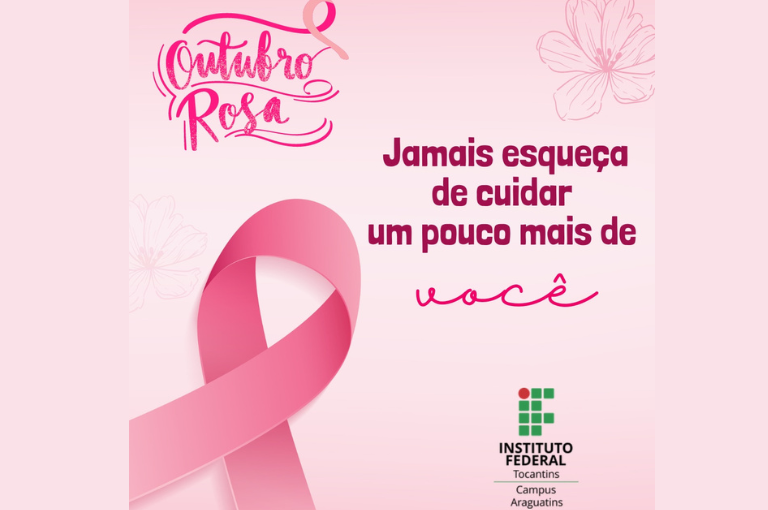 Outubro
Rosa
Jamais esqueça
de cuidar
um pouco mais de
você
INSTITUTO
FEDERAL
Tocantins
Campus
Araguatins